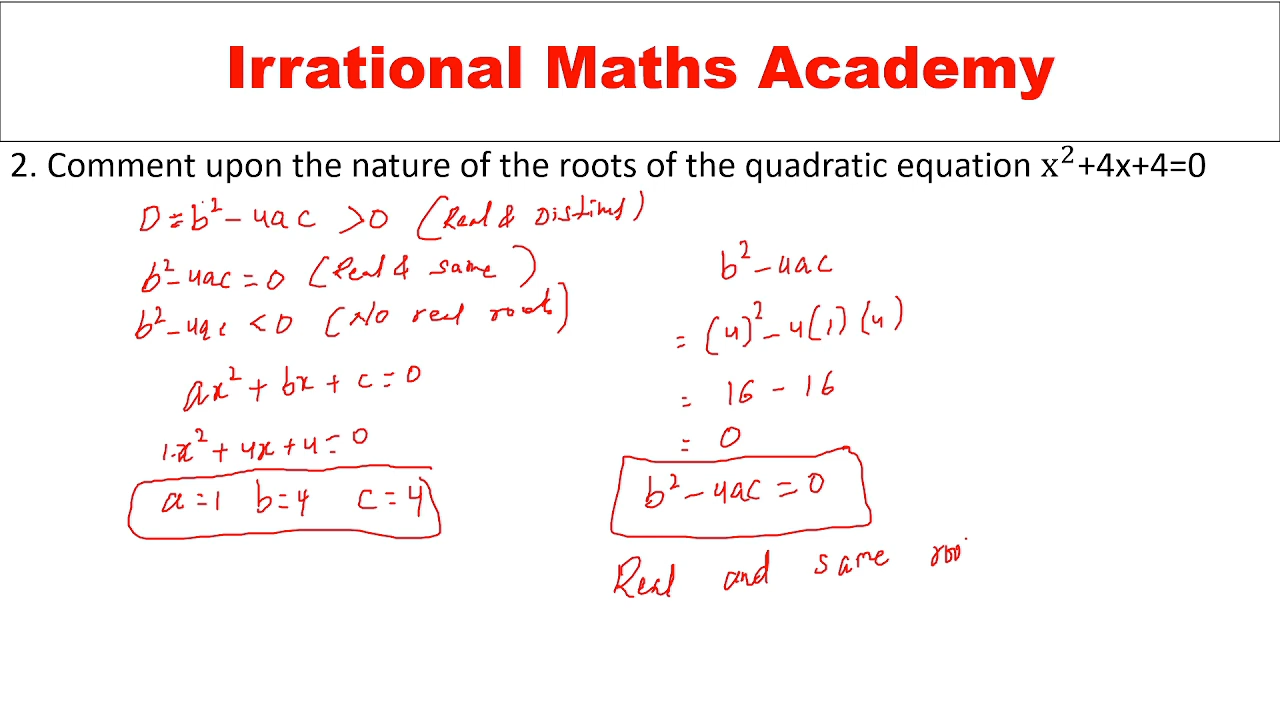 Irrational Maths Academy
2. Comment upon the nature of the roots of the quadratic equation x²+4x+4=0
D = b² - 4ac > 0 (Real & Distinct)
b² - 4ac = 0 (Real & same)
b² - 4ac < 0 (No real roots)
ax² + bx + c = 0
1.x² + 4x + 4 = 0
a = 1 b = 4 c = 4
b² - 4ac
= (4)² - 4(1)(4)
= 16 - 16
= 0
b² - 4ac = 0
Real and same roo